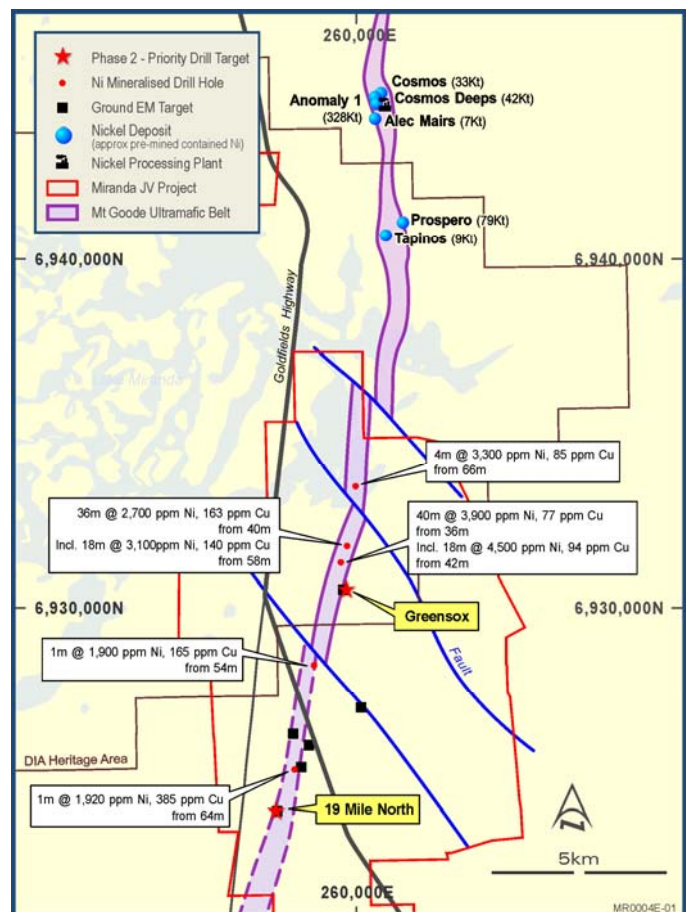 260,000E
Phase 2 - Priority Drill Target
Ni Mineralised Drill Hole
Ground EM Target
Nickel Deposit
(approx pre-mined contained Ni)
Nickel Processing Plant
Miranda JV Project
Mt Goode Ultramafic Belt
Cosmos (33Kt)
Anomaly 1
(328Kt)
Cosmos Deeps (42Kt)
Alec Mairs (7Kt)
Prospero (79Kt)
Tapinos (9Kt)
6,940,000N
6,940,000N
Goldfields Highway
Lake Miranda
4m @ 3,300 ppm Ni, 85 ppm Cu
from 66m
36m @ 2,700 ppm Ni, 163 ppm Cu
from 40m
Incl. 18m @ 3,100ppm Ni, 140 ppm Cu
from 58m
40m @ 3,900 ppm Ni, 77 ppm Cu
from 36m
Incl. 18m @ 4,500 ppm Ni, 94 ppm Cu
from 42m
6,930,000N
6,930,000N
Greensox
Fault
1m @ 1,900 ppm Ni, 165 ppm Cu
from 54m
DIA Heritage Area
1m @ 1,920 ppm Ni, 385 ppm Cu
from 64m
19 Mile North
5km
260,000E
MR0004E-01